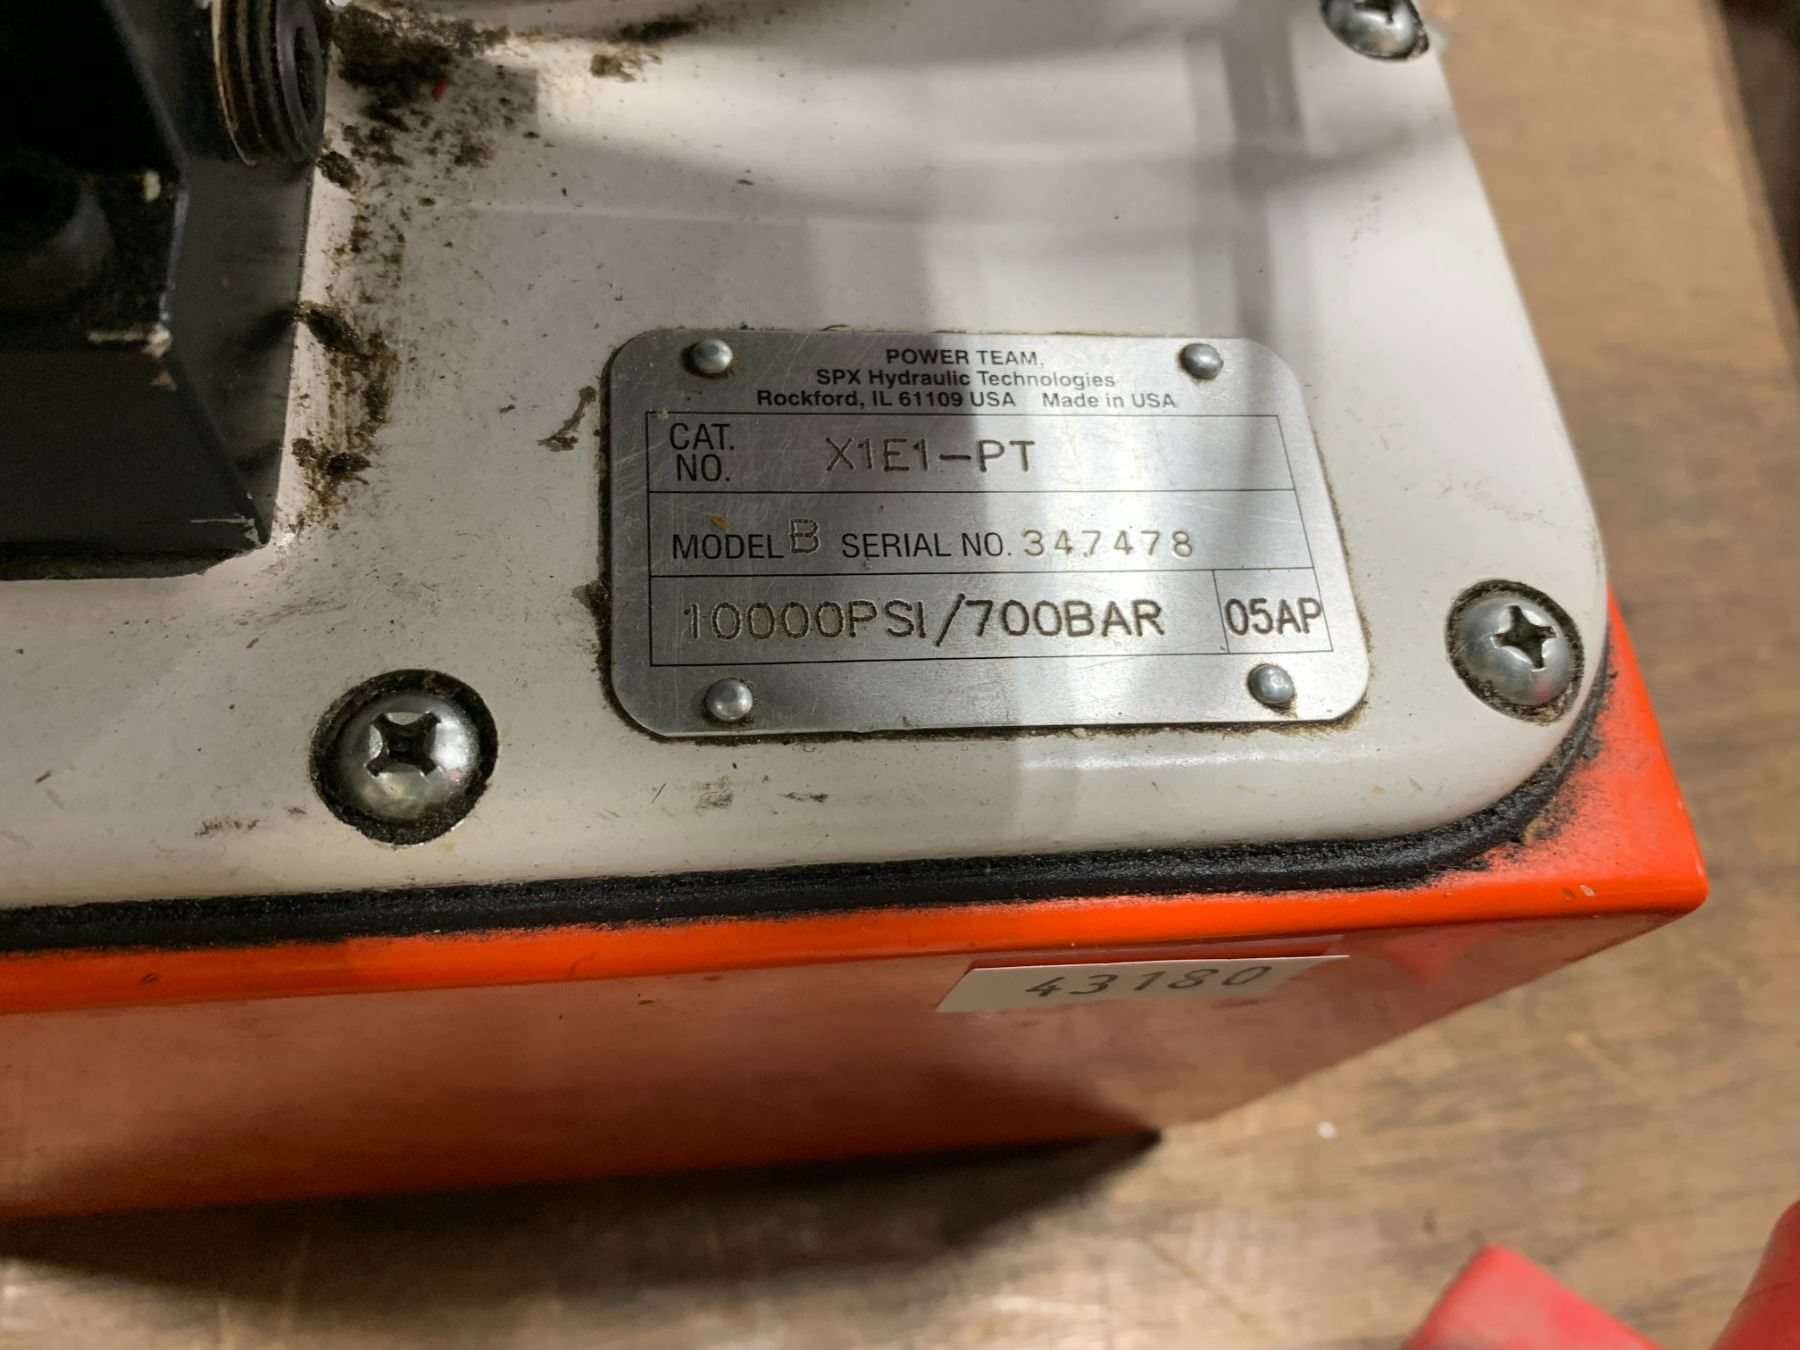 POWER TEAM,
SPX Hydraulic Technologies
Rockford, IL 61109 USA Made in USA
CAT. NO. X1E1-PT
MODEL B SERIAL NO. 347478
10000PSI/700BAR 05AP
43180